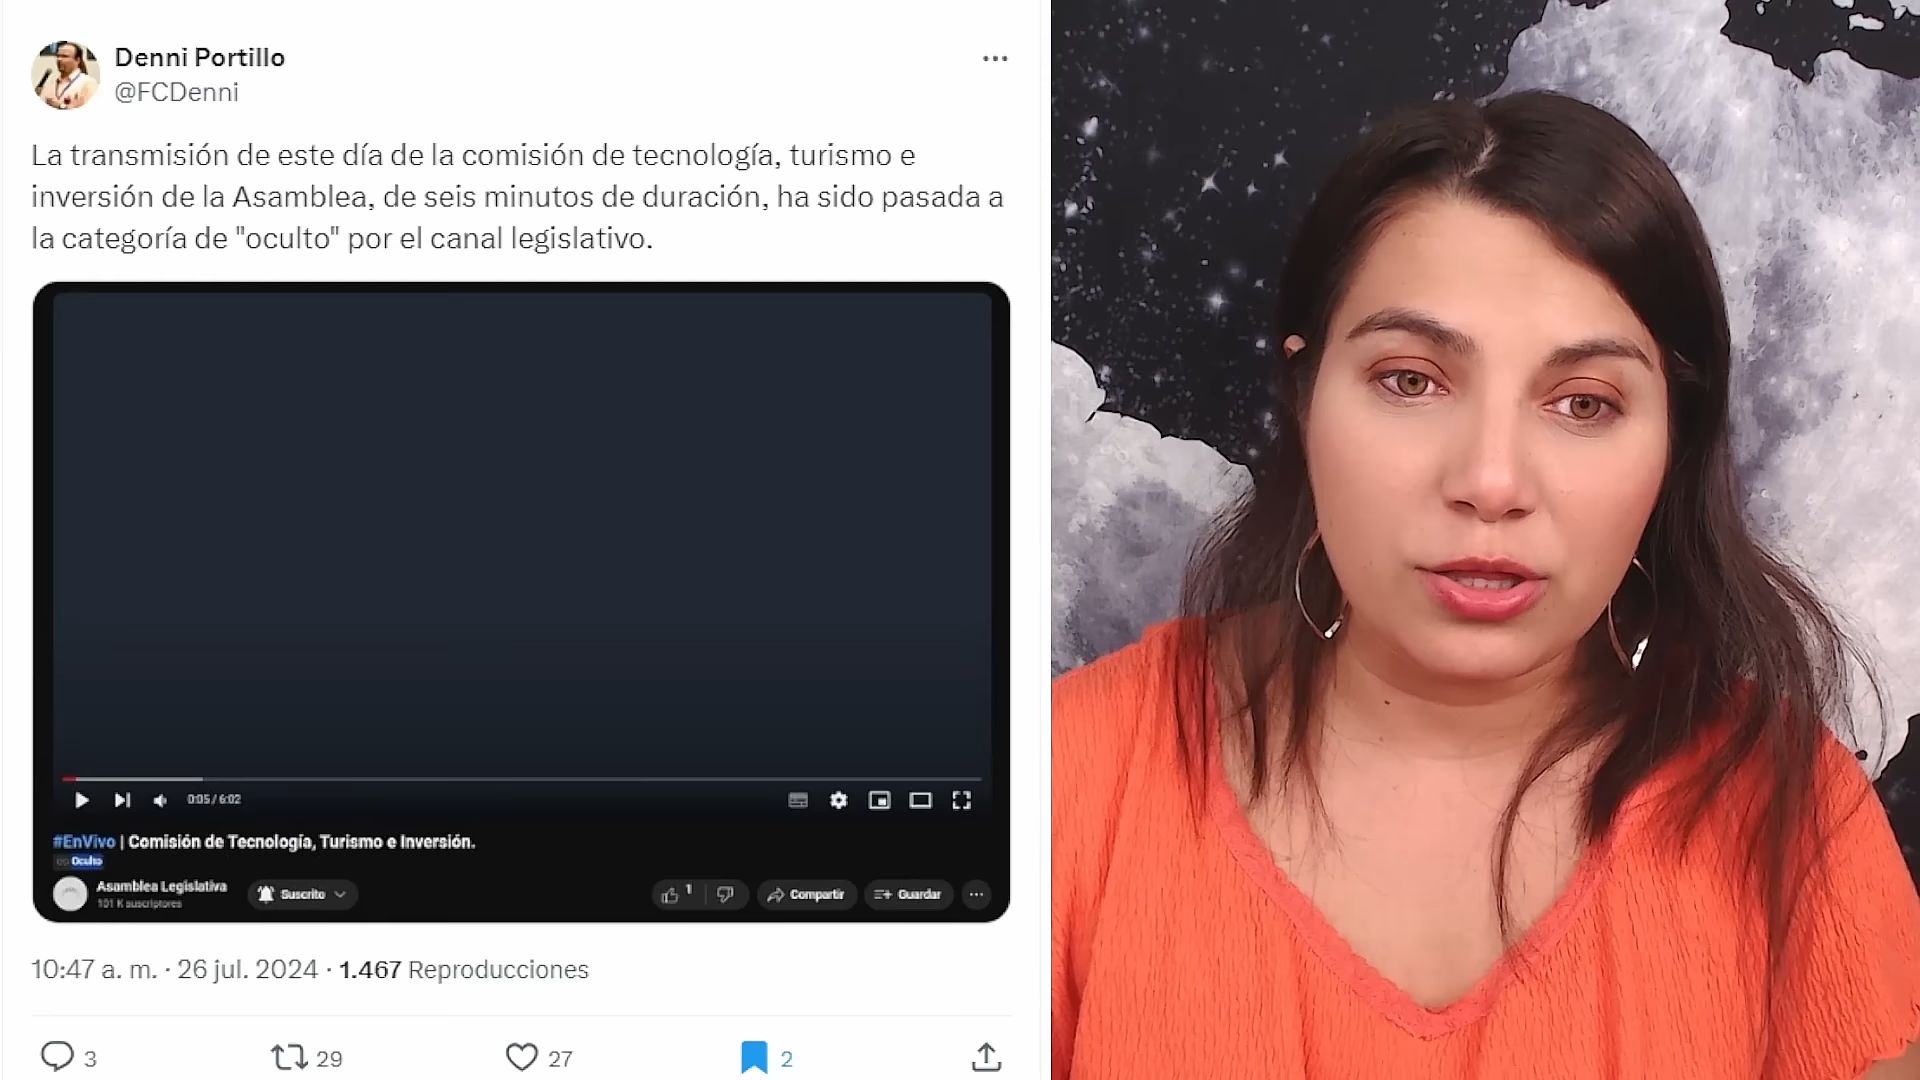 Denni Portillo
@FCDenni
La transmisión de este día de la comisión de tecnología, turismo e
inversión de la Asamblea, de seis minutos de duración, ha sido pasada a
la categoría de "oculto" por el canal legislativo.
0:05 / 6:02
#EnVivo | Comisión de Tecnología, Turismo e Inversión.
Oculto
Asamblea Legislativa
101 K suscriptores
Suscrito
1
Compartir
Guardar
10:47 a. m. · 26 jul. 2024 · 1.467 Reproducciones
3
29
27
2